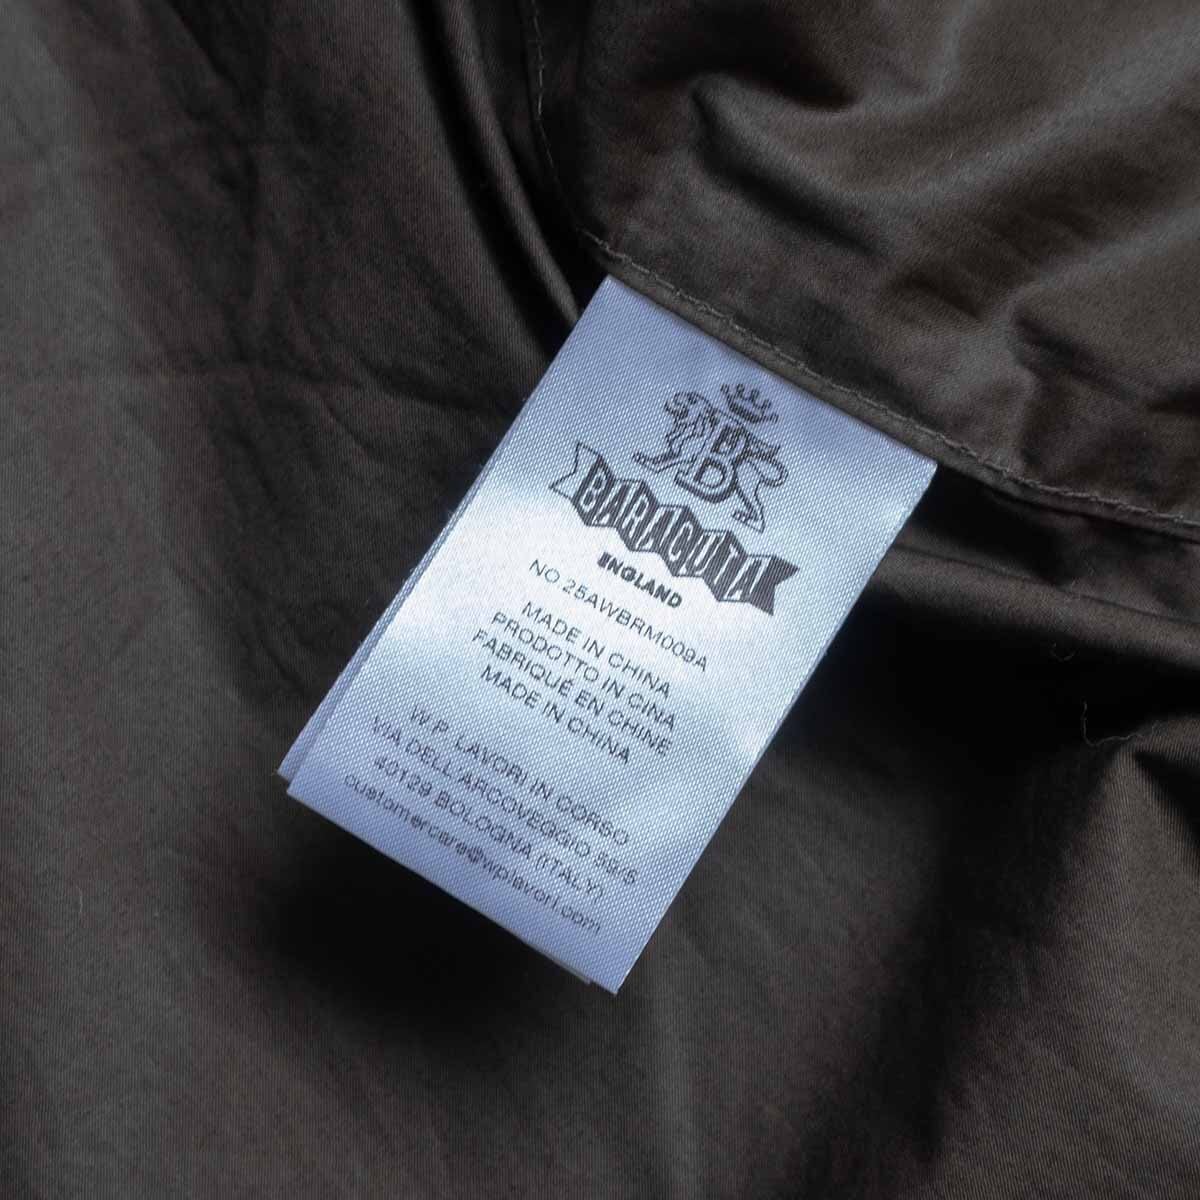 B
BARACUTA
ENGLAND
NO.25AWBRM009A
MADE IN CHINA
PRODOTTO IN CINA
FABRIQUÉ EN CHINE
MADE IN CHINA
W.P. LAVORI IN CORSO
VIA DELL ARCOVEGGIO 59/5
40129 BOLOGNA (ITALY)
customercare@wplavori.com